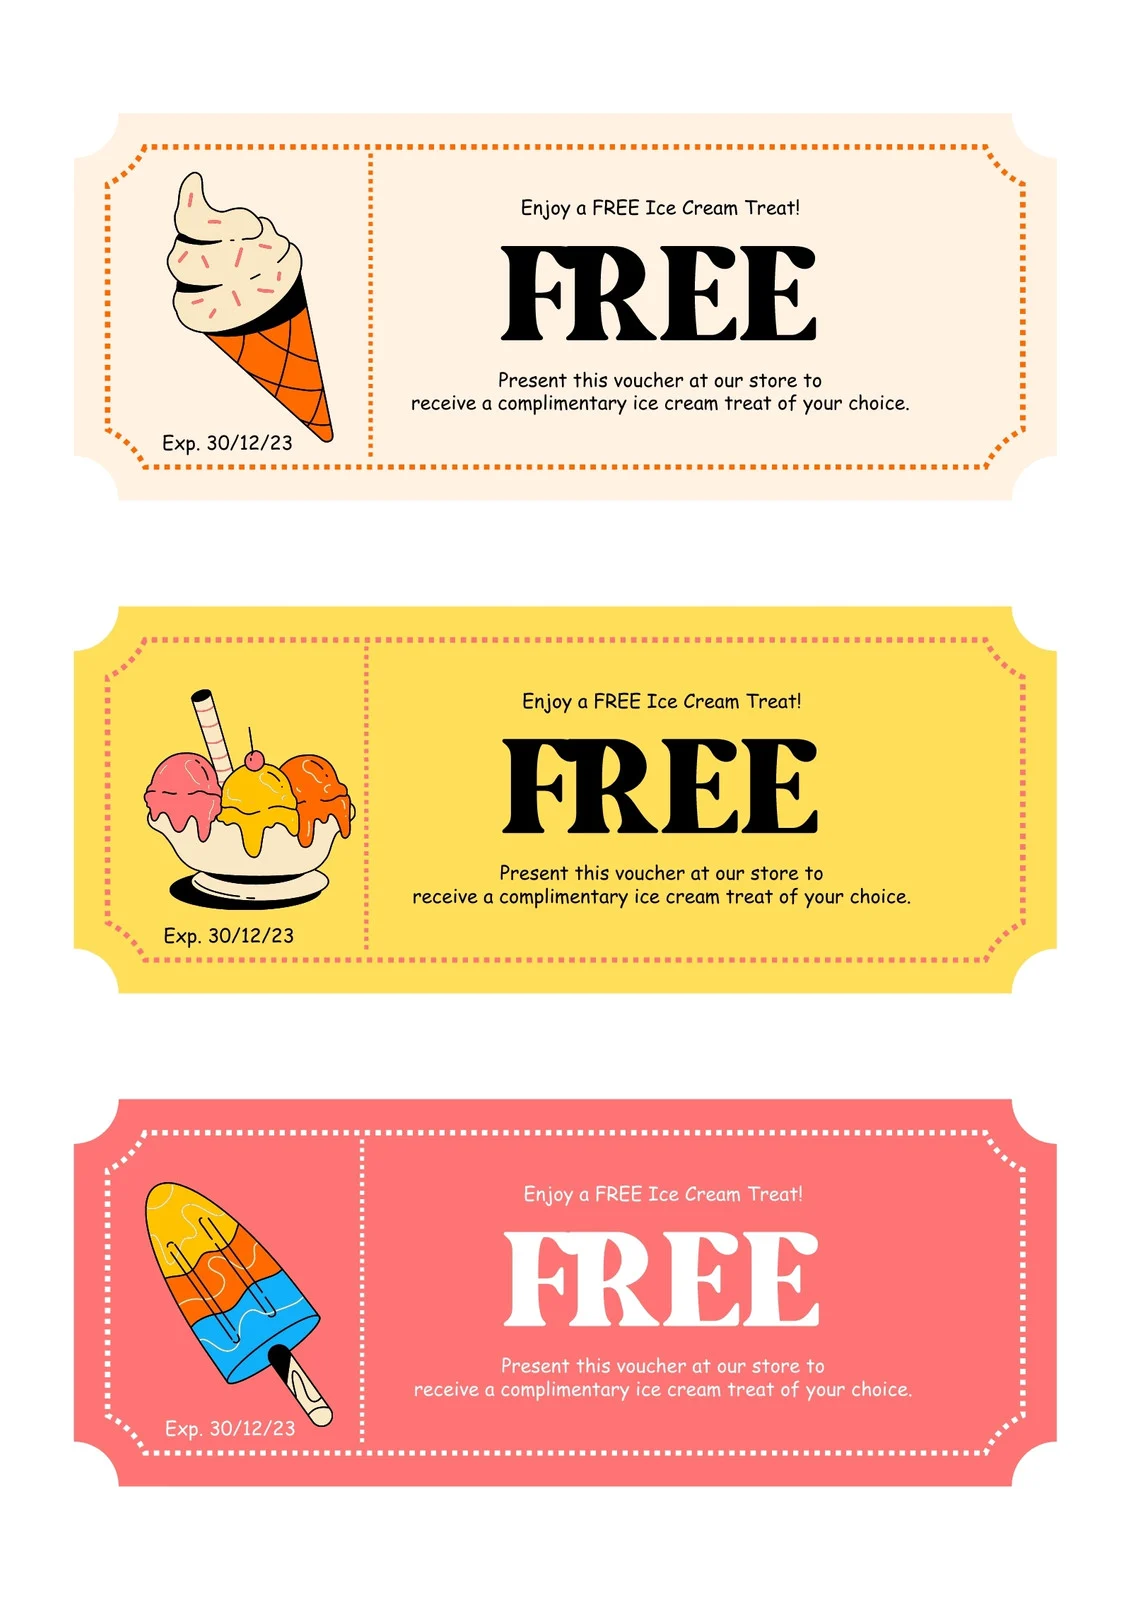 Enjoy a FREE Ice Cream Treat!
FREE
Present this voucher at our store to
receive a complimentary ice cream treat of your choice.
Exp. 30/12/23
Enjoy a FREE Ice Cream Treat!
FREE
Present this voucher at our store to
receive a complimentary ice cream treat of your choice.
Exp. 30/12/23
Enjoy a FREE Ice Cream Treat!
FREE
Present this voucher at our store to
receive a complimentary ice cream treat of your choice.
Exp. 30/12/23